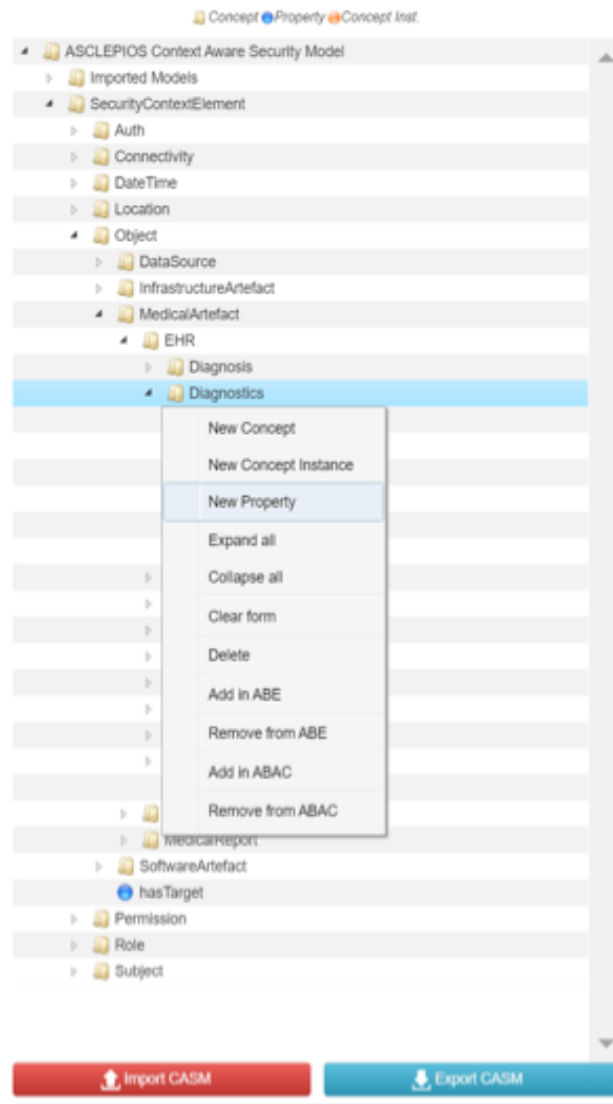 Concept Property Concept Inst.
ASCLEPIOS Context Aware Security Model
Imported Models
SecurityContextElement
Auth
Connectivity
DateTime
Location
Object
DataSource
InfrastructureArtefact
MedicalArtefact
EHR
Diagnosis
Diagnostics
New Concept
New Concept Instance
New Property
Expand all
Collapse all
Clear form
Delete
Add in ABE
Remove from ABE
Add in ABAC
Remove from ABAC
MedicalReport
SoftwareArtefact
hasTarget
Permission
Role
Subject
Import CASM Export CASM